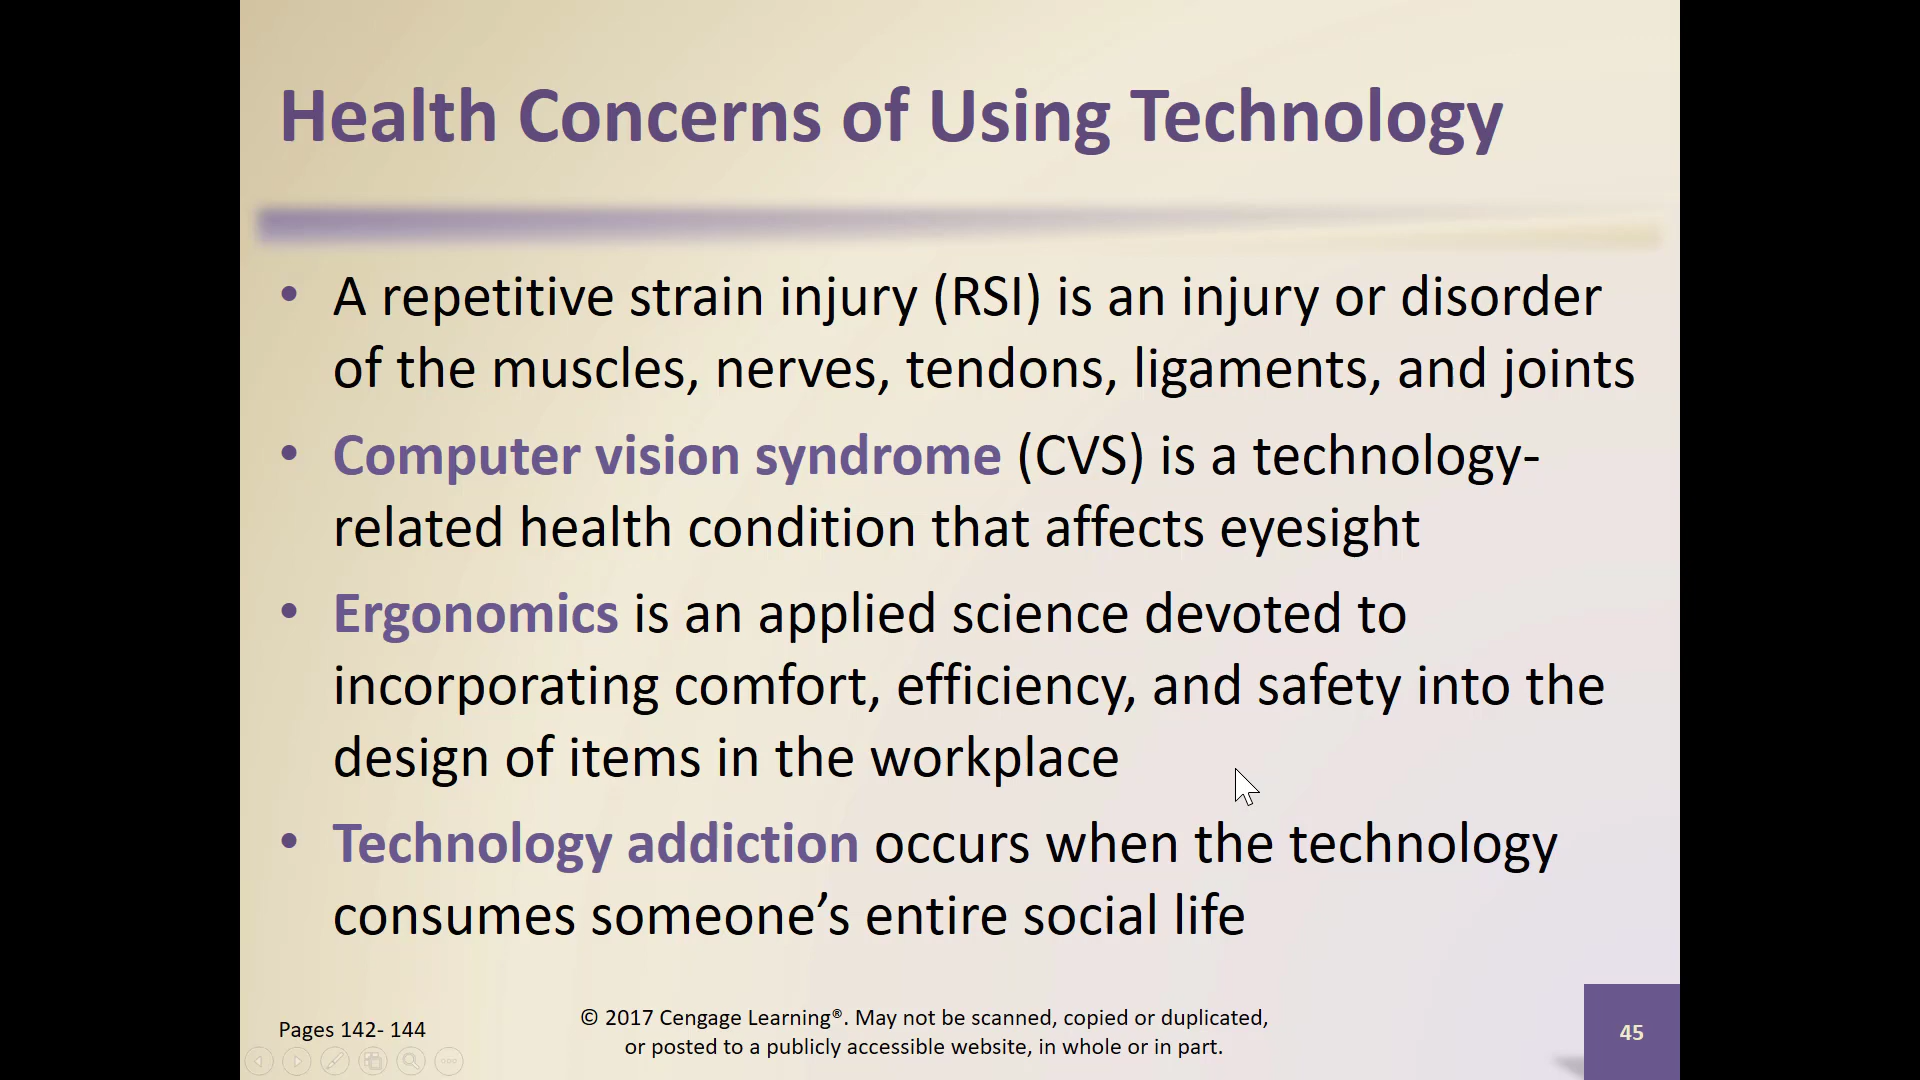 Health Concerns of Using Technology
• A repetitive strain injury (RSI) is an injury or disorder
of the muscles, nerves, tendons, ligaments, and joints
• Computer vision syndrome (CVS) is a technology-
related health condition that affects eyesight
• Ergonomics is an applied science devoted to
incorporating comfort, efficiency, and safety into the
design of items in the workplace
• Technology addiction occurs when the technology
consumes someone’s entire social life
Pages 142- 144
© 2017 Cengage Learning®. May not be scanned, copied or duplicated,
or posted to a publicly accessible website, in whole or in part.
45